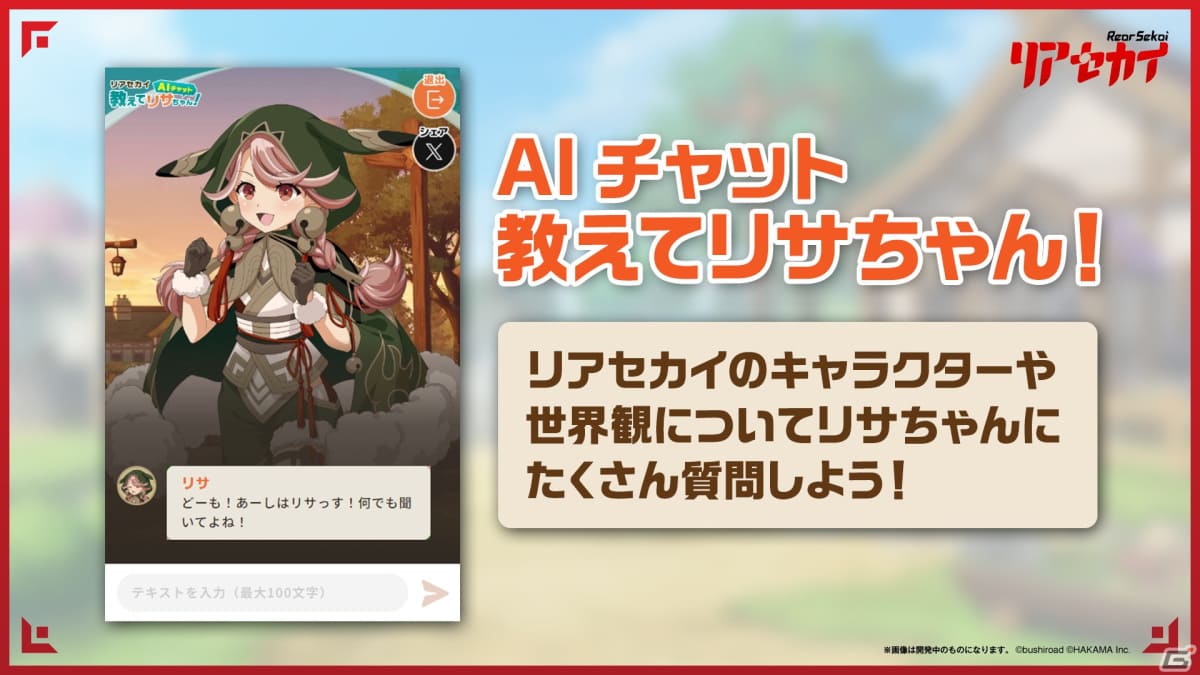 Rear Sekai
リアセカイ
リアセカイ AIチャット
教えてリサちゃん!
退出
シェア
X
AI チャット
教えてリサちゃん!
リアセカイのキャラクターや
世界観についてリサちゃんに
たくさん質問しよう!
リサ
どーも!あーしはリサっす!何でも聞
いてよね!
テキストを入力(最大100文字)
※画像は開発中のものになります。 ©bushiroad ©HAKAMA Inc.
G